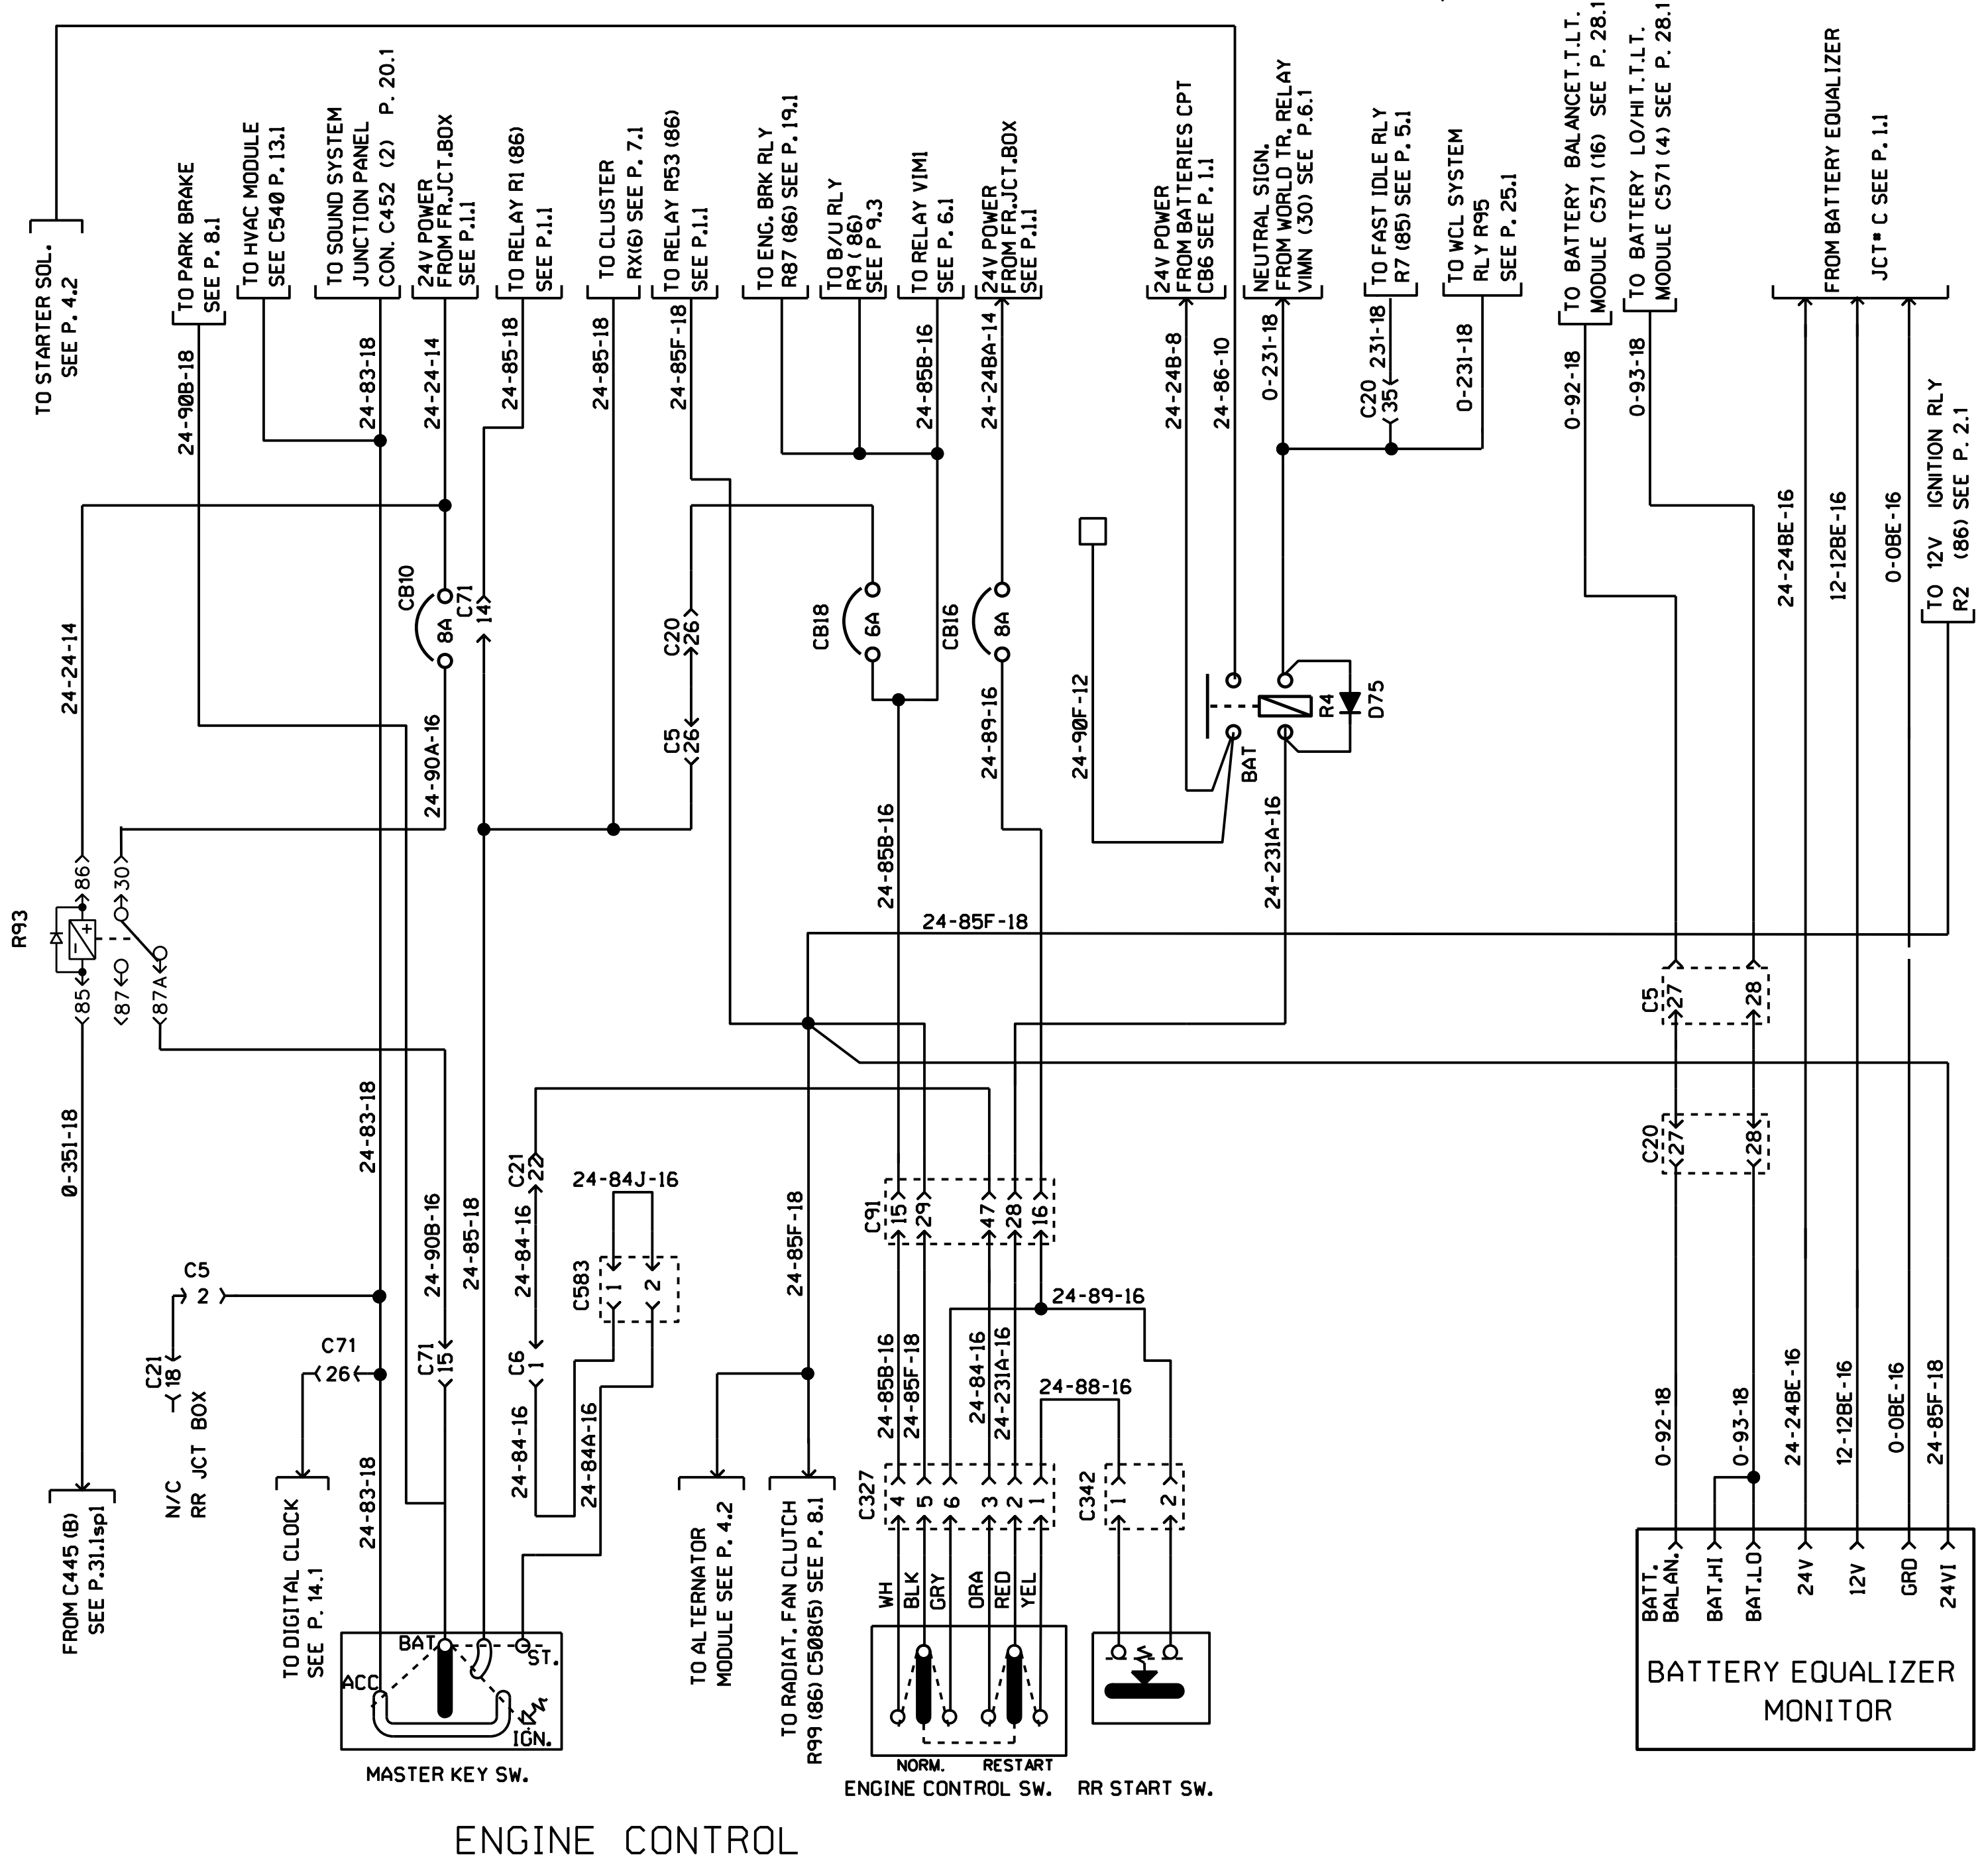 TO STARTER SOL.
SEE P. 4.2
TO PARK BRAKE
SEE P. 8.1
TO HVAC MODULE
SEE C540 P. 13.1
TO SOUND SYSTEM
JUNCTION PANEL
CON. C452 (2) P. 20.1
24V POWER
FROM FR.JCT.BOX
SEE P.1.1
TO RELAY R1 (86)
SEE P.1.1
TO CLUSTER
RX(6) SEE P. 7.1
TO RELAY R53 (86)
SEE P.1.1
TO ENG. BRK RLY
R87 (86) SEE P. 19.1
TO B/U RLY
R9 ( 86)
SEE P 9.3
TO RELAY VIM1
SEE P. 6.1
24V POWER
FROM FR.JCT.BOX
SEE P.1.1
24V POWER
FROM BATTERIES CPT
CB6 SEE P. 1.1
NEUTRAL SIGN.
FROM WORLD TR. RELAY
VIMN (30) SEE P.6.1
TO FAST IDLE RLY
R7 (85) SEE P. 5.1
TO WCL SYSTEM
RLY R95
SEE P. 25.1
TO BATTERY BALANCET.T.LT.
MODULE C571 (16) SEE P. 28.1
TO BATTERY LO/HI T.T.LT.
MODULE C571 (4) SEE P. 28.1
FROM BATTERY EQUALIZER
JCT* C SEE P. 1.1
TO 12V IGNITION RLY
R2 (86) SEE P. 2.1
24-90B-18
24-83-18
24-24-14
24-85-18
24-85-18
24-85F-18
24-85B-16
24-24BA-14
24-24B-8
24-86-10
0-231-18
231-18
C20
35
0-231-18
0-92-18
0-93-18
24-24BE-16
12-12BE-16
0-0BE-16
24-24-14
CB10
8A
C71
14
C20
26
C5
26
CB18
6A
CB16
8A
24-90A-16
24-89-16
24-90F-12
BAT
R4
D75
24-85B-16
24-231A-16
R93
86
30
+
-
85
87
87A
24-85F-18
C5
27
28
C20
27
28
0-351-18
24-83-18
24-90B-16
24-85-18
C21
22
24-84-16
24-84J-16
C583
1
2
24-85F-18
C91
15
29
47
28
16
C5
2
C21
18
N/C
RR JCT BOX
C71
26
C71
15
C6
1
24-84-16
24-84A-16
24-83-18
24-85B-16
24-85F-18
24-84-16
24-231A-16
24-89-16
24-88-16
0-92-18
0-93-18
24-24BE-16
12-12BE-16
0-0BE-16
24-85F-18
FROM C445 (B)
SEE P.31.1sp1
TO DIGITAL CLOCK
SEE P. 14.1
TO ALTERNATOR
MODULE SEE P. 4.2
TO RADIAT. FAN CLUTCH
R99 (86) C508(5) SEE P. 8.1
C327
4
5
6
3
2
1
C342
1
2
WH
BLK
GRY
ORA
RED
YEL
BAT
ST.
ACC
IGN.
MASTER KEY SW.
NORM.
RESTART
ENGINE CONTROL SW.
RR START SW.
BATT.
BALAN.
BAT.HI
BAT.LO
24V
12V
GRD
24VI
BATTERY EQUALIZER
MONITOR
ENGINE CONTROL